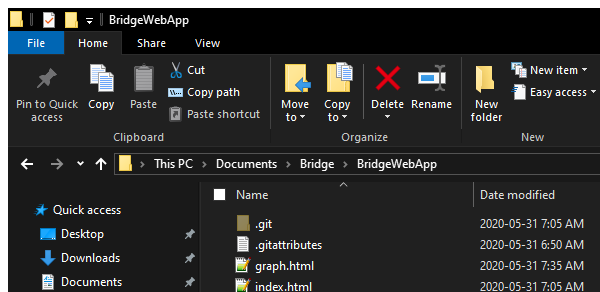 BridgeWebApp
File Home Share View
Pin to Quick access
Copy
Paste
Cut
Copy path
Paste shortcut
Clipboard
Move to
Copy to
Delete
Rename
Organize
New folder
New item
Easy access
New
This PC > Documents > Bridge > BridgeWebApp
Quick access
Desktop
Downloads
Documents
Name Date modified
.git 2020-05-31 7:05 AM
.gitattributes 2020-05-31 6:50 AM
graph.html 2020-05-31 7:35 AM
index.html 2020-05-31 7:05 AM